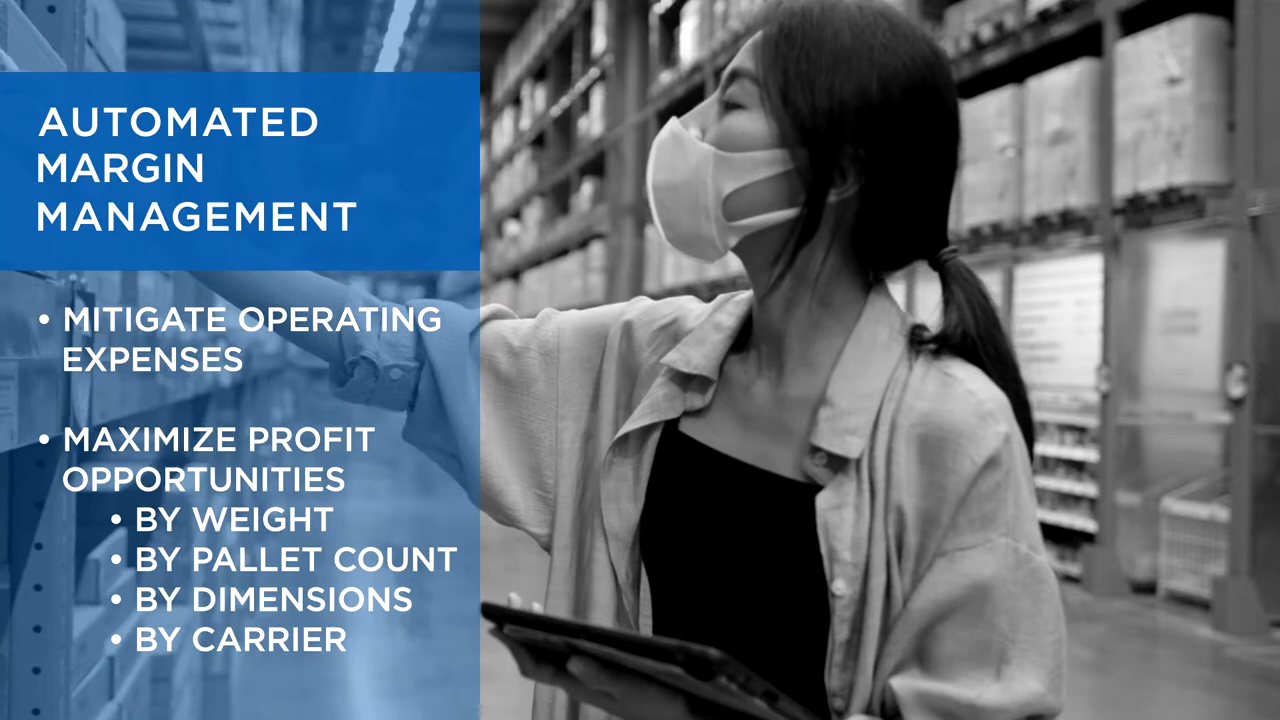 AUTOMATED
MARGIN
MANAGEMENT
• MITIGATE OPERATING
EXPENSES
• MAXIMIZE PROFIT
OPPORTUNITIES
• BY WEIGHT
• BY PALLET COUNT
• BY DIMENSIONS
• BY CARRIER